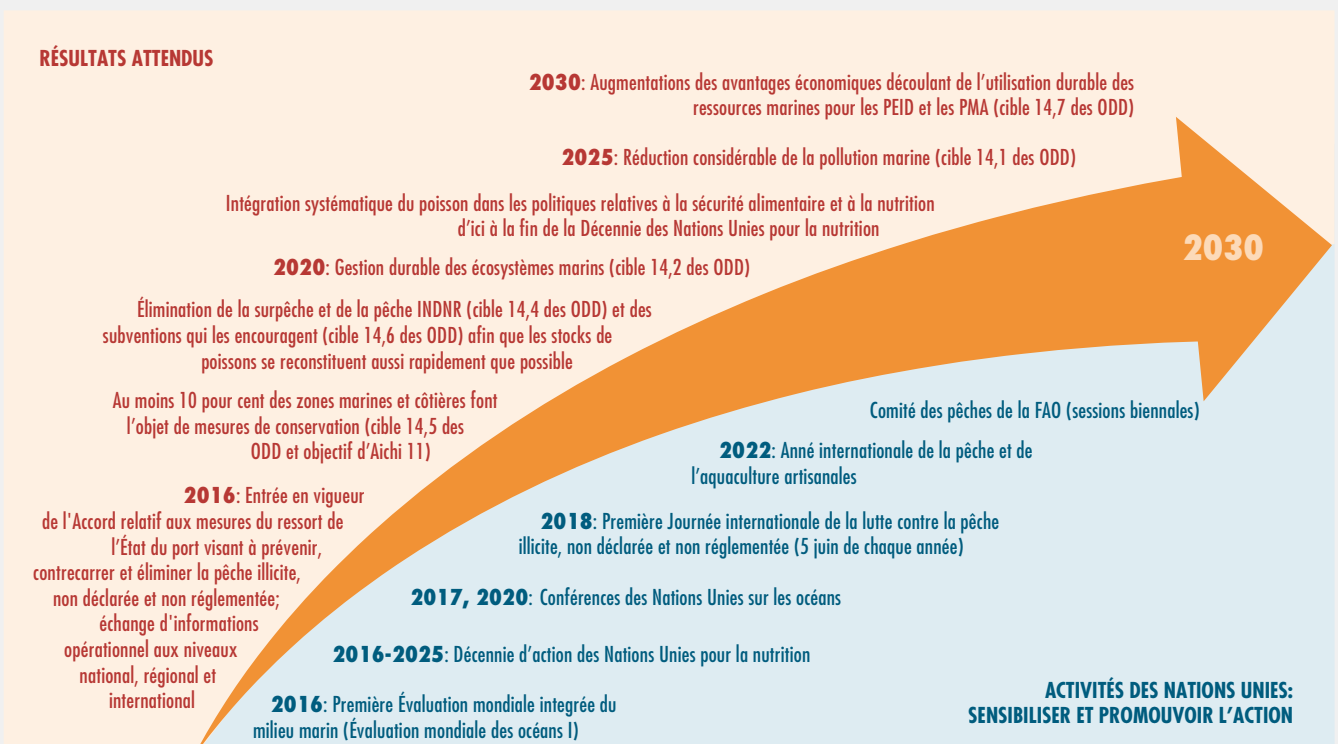 RÉSULTATS ATTENDUS
2030: Augmentations des avantages économiques découlant de l'utilisation durable des
ressources marines pour les PEID et les PMA (cible 14,7 des ODD)
2025: Réduction considérable de la pollution marine (cible 14,1 des ODD)
Intégration systématique du poisson dans les politiques relatives à la sécurité alimentaire et à la nutrition
d'ici à la fin de la Décennie des Nations Unies pour la nutrition
2020: Gestion durable des écosystèmes marins (cible 14,2 des ODD)
Élimination de la surpêche et de la pêche INDNR (cible 14,4 des ODD) et des
subventions qui les encouragent (cible 14,6 des ODD) afin que les stocks de
poissons se reconstituent aussi rapidement que possible
Au moins 10 pour cent des zones marines et côtières font
l'objet de mesures de conservation (cible 14,5 des
ODD et objectif d'Aichi 11)
2016: Entrée en vigueur
de l'Accord relatif aux mesures du ressort de
l'État du port visant à prévenir,
contrecarrer et éliminer la pêche illicite,
non déclarée et non réglementée;
échange d'informations
opérationnel aux niveaux
national, régional et
international
2030
Comité des pêches de la FAO (sessions biennales)
2022: Anné internationale de la pêche et de
l'aquaculture artisanales
2018: Première Journée internationale de la lutte contre la pêche
illicite, non déclarée et non réglementée (5 juin de chaque année)
2017, 2020: Conférences des Nations Unies sur les océans
2016-2025: Décennie d'action des Nations Unies pour la nutrition
2016: Première Évaluation mondiale integrée du
milieu marin (Évaluation mondiale des océans I)
ACTIVITÉS DES NATIONS UNIES:
SENSIBILISER ET PROMOUVOIR L'ACTION